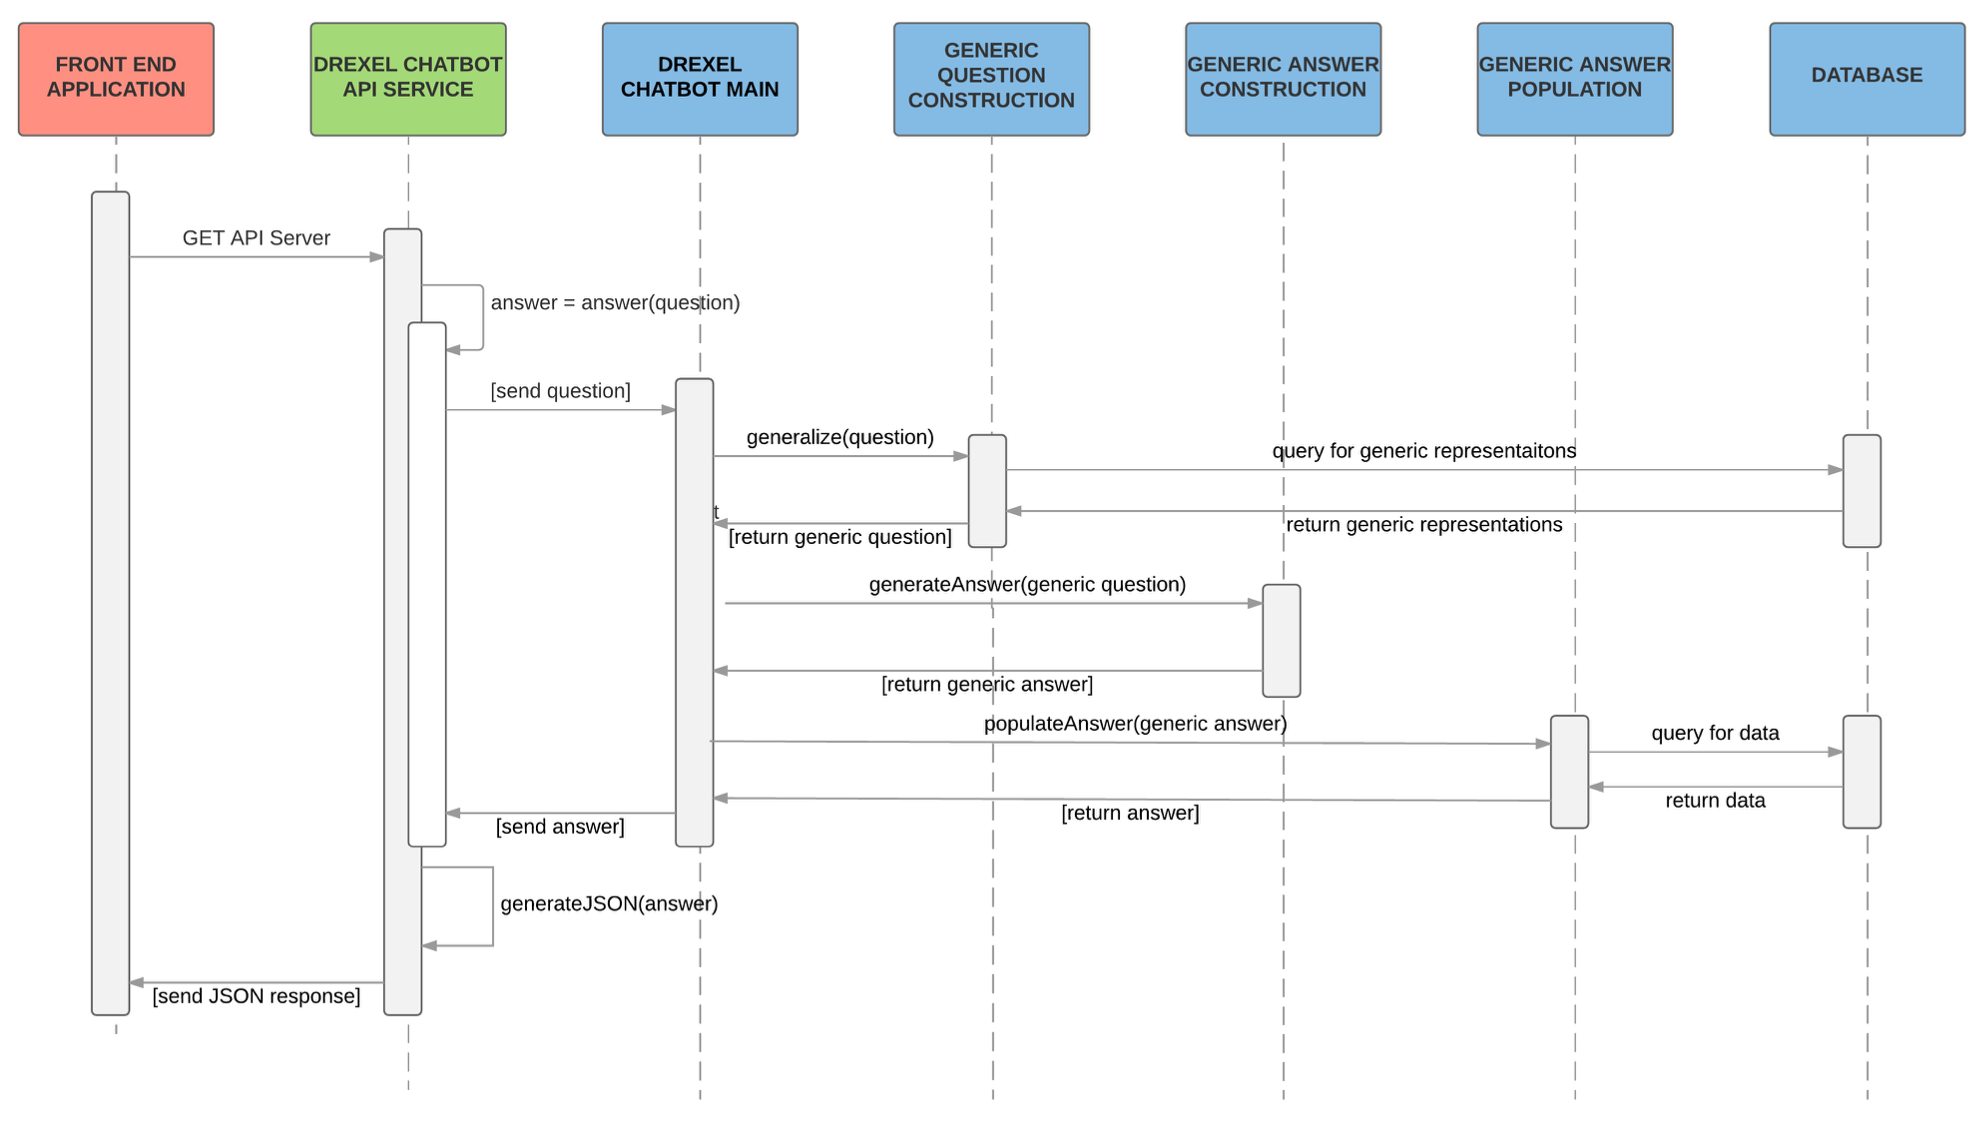 FRONT END
APPLICATION
DREXEL CHATBOT
API SERVICE
DREXEL
CHATBOT MAIN
GENERIC
QUESTION
CONSTRUCTION
GENERIC ANSWER
CONSTRUCTION
GENERIC ANSWER
POPULATION
DATABASE
GET API Server
answer = answer(question)
[send question]
generalize(question)
query for generic representaitons
t
[return generic question]
return generic representations
generateAnswer(generic question)
[return generic answer]
populateAnswer(generic answer)
query for data
return data
[return answer]
[send answer]
generateJSON(answer)
[send JSON response]